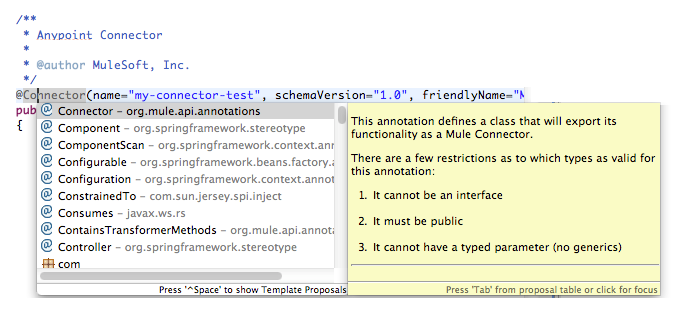 /**
* Anypoint Connector
*
* @author MuleSoft, Inc.
*/
@Connector(name="my-connector-test", schemaVersion="1.0", friendlyName="M
pub
{
Connector - org.mule.api.annotations
Component - org.springframework.stereotype
ComponentScan - org.springframework.context.ann
Configurable - org.springframework.beans.factory.a
Configuration - org.springframework.context.annot
ConstrainedTo - com.sun.jersey.spi.inject
Consumes - javax.ws.rs
ContainsTransformerMethods - org.mule.api.annota
Controller - org.springframework.stereotype
com
Press '^Space' to show Template Proposals
This annotation defines a class that will export its
functionality as a Mule Connector.
There are a few restrictions as to which types as valid for
this annotation:
1. It cannot be an interface
2. It must be public
3. It cannot have a typed parameter (no generics)
Press 'Tab' from proposal table or click for focus